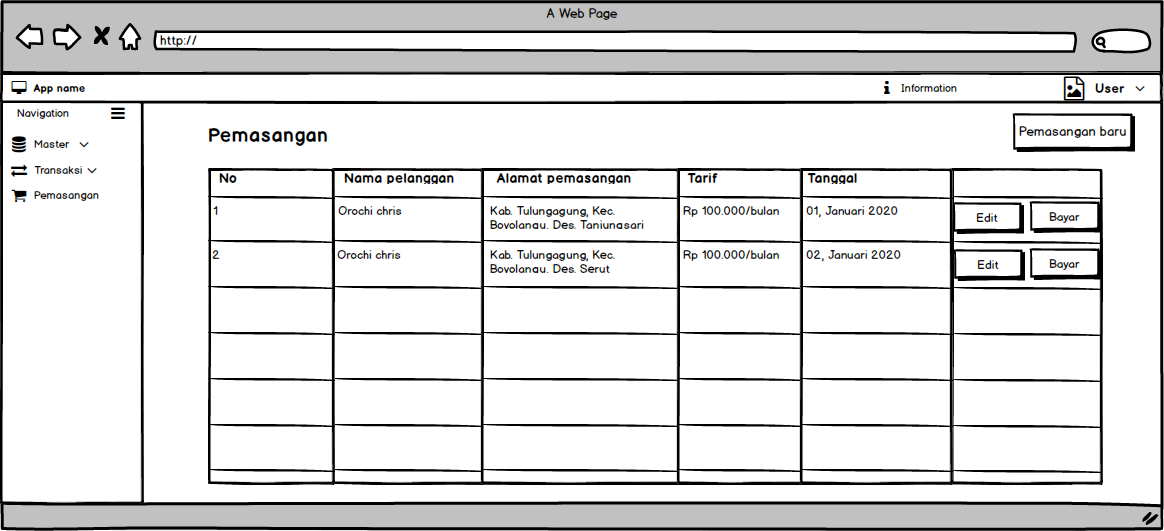 A Web Page
http://
App name
Information
User
Navigation
Master
Transaksi
Pemasangan
Pemasangan
Pemasangan baru
No Nama pelanggan Alamat pemasangan Tarif Tanggal
1 Orochi chris Kab. Tulungagung, Kec. Rp 100.000/bulan 01, Januari 2020 Edit Bayar
Boyolangu. Des. Tanjungsari
2 Orochi chris Kab. Tulungagung, Kec. Rp 100.000/bulan 02, Januari 2020 Edit Bayar
Boyolangu. Des. Serut